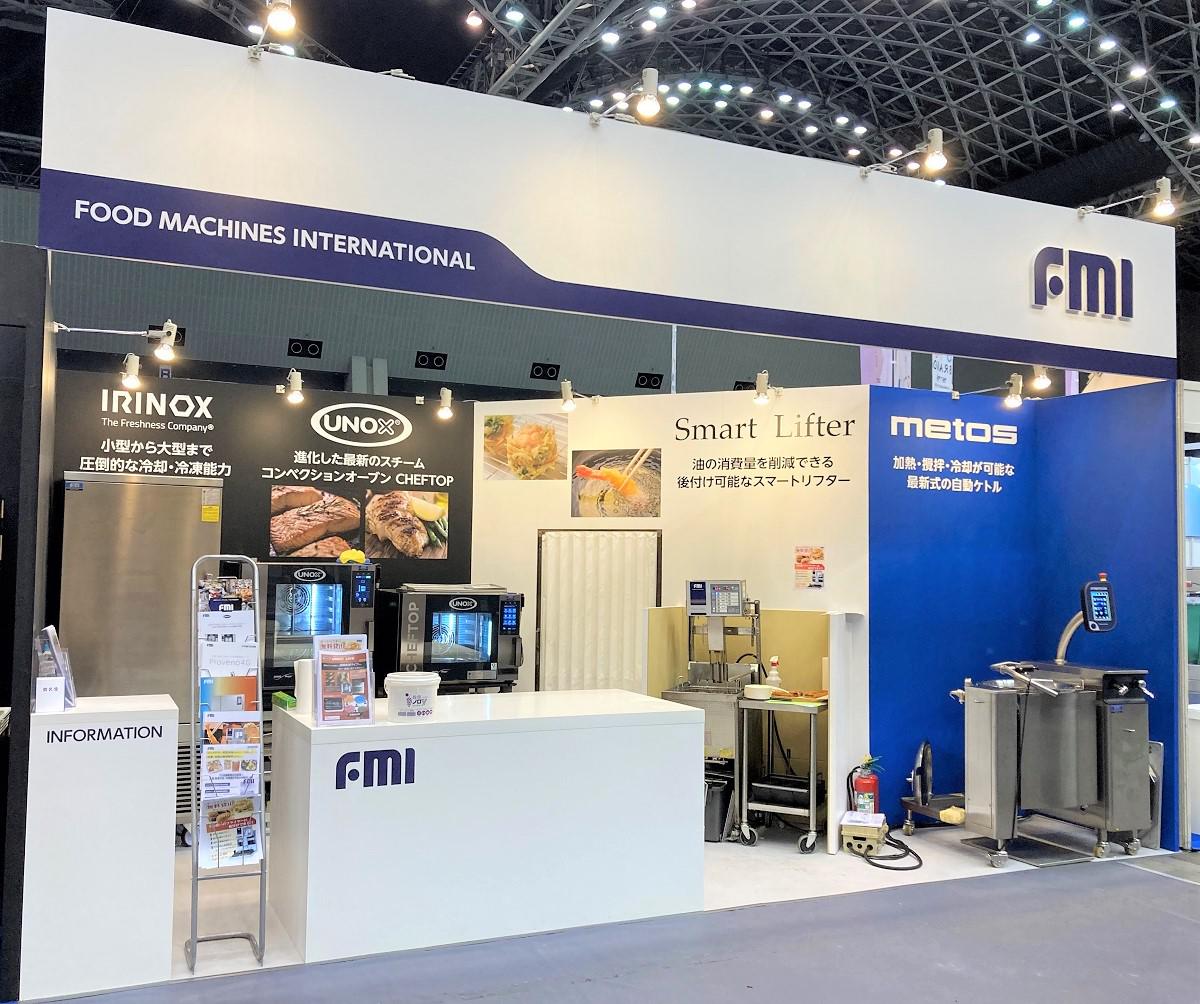 FOOD MACHINES INTERNATIONAL
FMI
IRINOX
The Freshness Company®
小型から大型まで
圧倒的な冷却・冷凍能力
UNOX®
進化した最新のスチーム
コンベクションオーブン CHEFTOP
Smart Lifter
油の消費量を削減できる
後付け可能なスマートリフター
metos
加熱・攪拌・冷却が可能な
最新式の自動ケトル
UNOX
UNOX
CHEFTOP
FMI
FMI
Proveno 4.0
INFORMATION
FMI